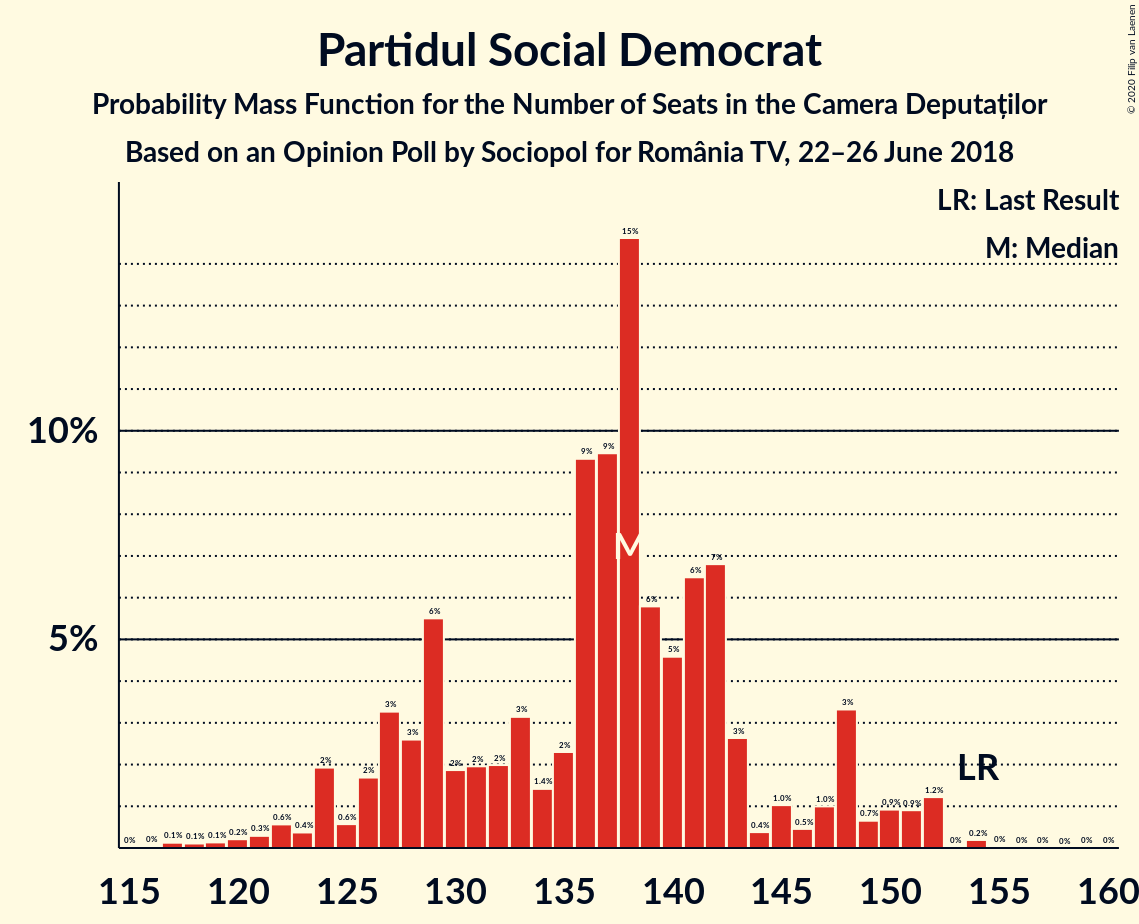 Partidul Social Democrat
Probability Mass Function for the Number of Seats in the Camera Deputaților
Based on an Opinion Poll by Sociopol for România TV, 22–26 June 2018
© 2020 Filip van Laenen
LR: Last Result
M: Median
10%
5%
0% 0% 0.1% 0.1% 0.1% 0.2% 0.3% 0.6% 0.4% 2% 0.6% 2% 3% 3% 6% 2% 2% 2% 3% 1.4% 2% 9% 9% 15% 6% 5% 6% 7% 3% 0.4% 1.0% 0.5% 1.0% 3% 0.7% 0.9% 0.9% 1.2% 0% 0.2% 0% 0% 0% 0% 0% 0%
M
LR
115 120 125 130 135 140 145 150 155 160